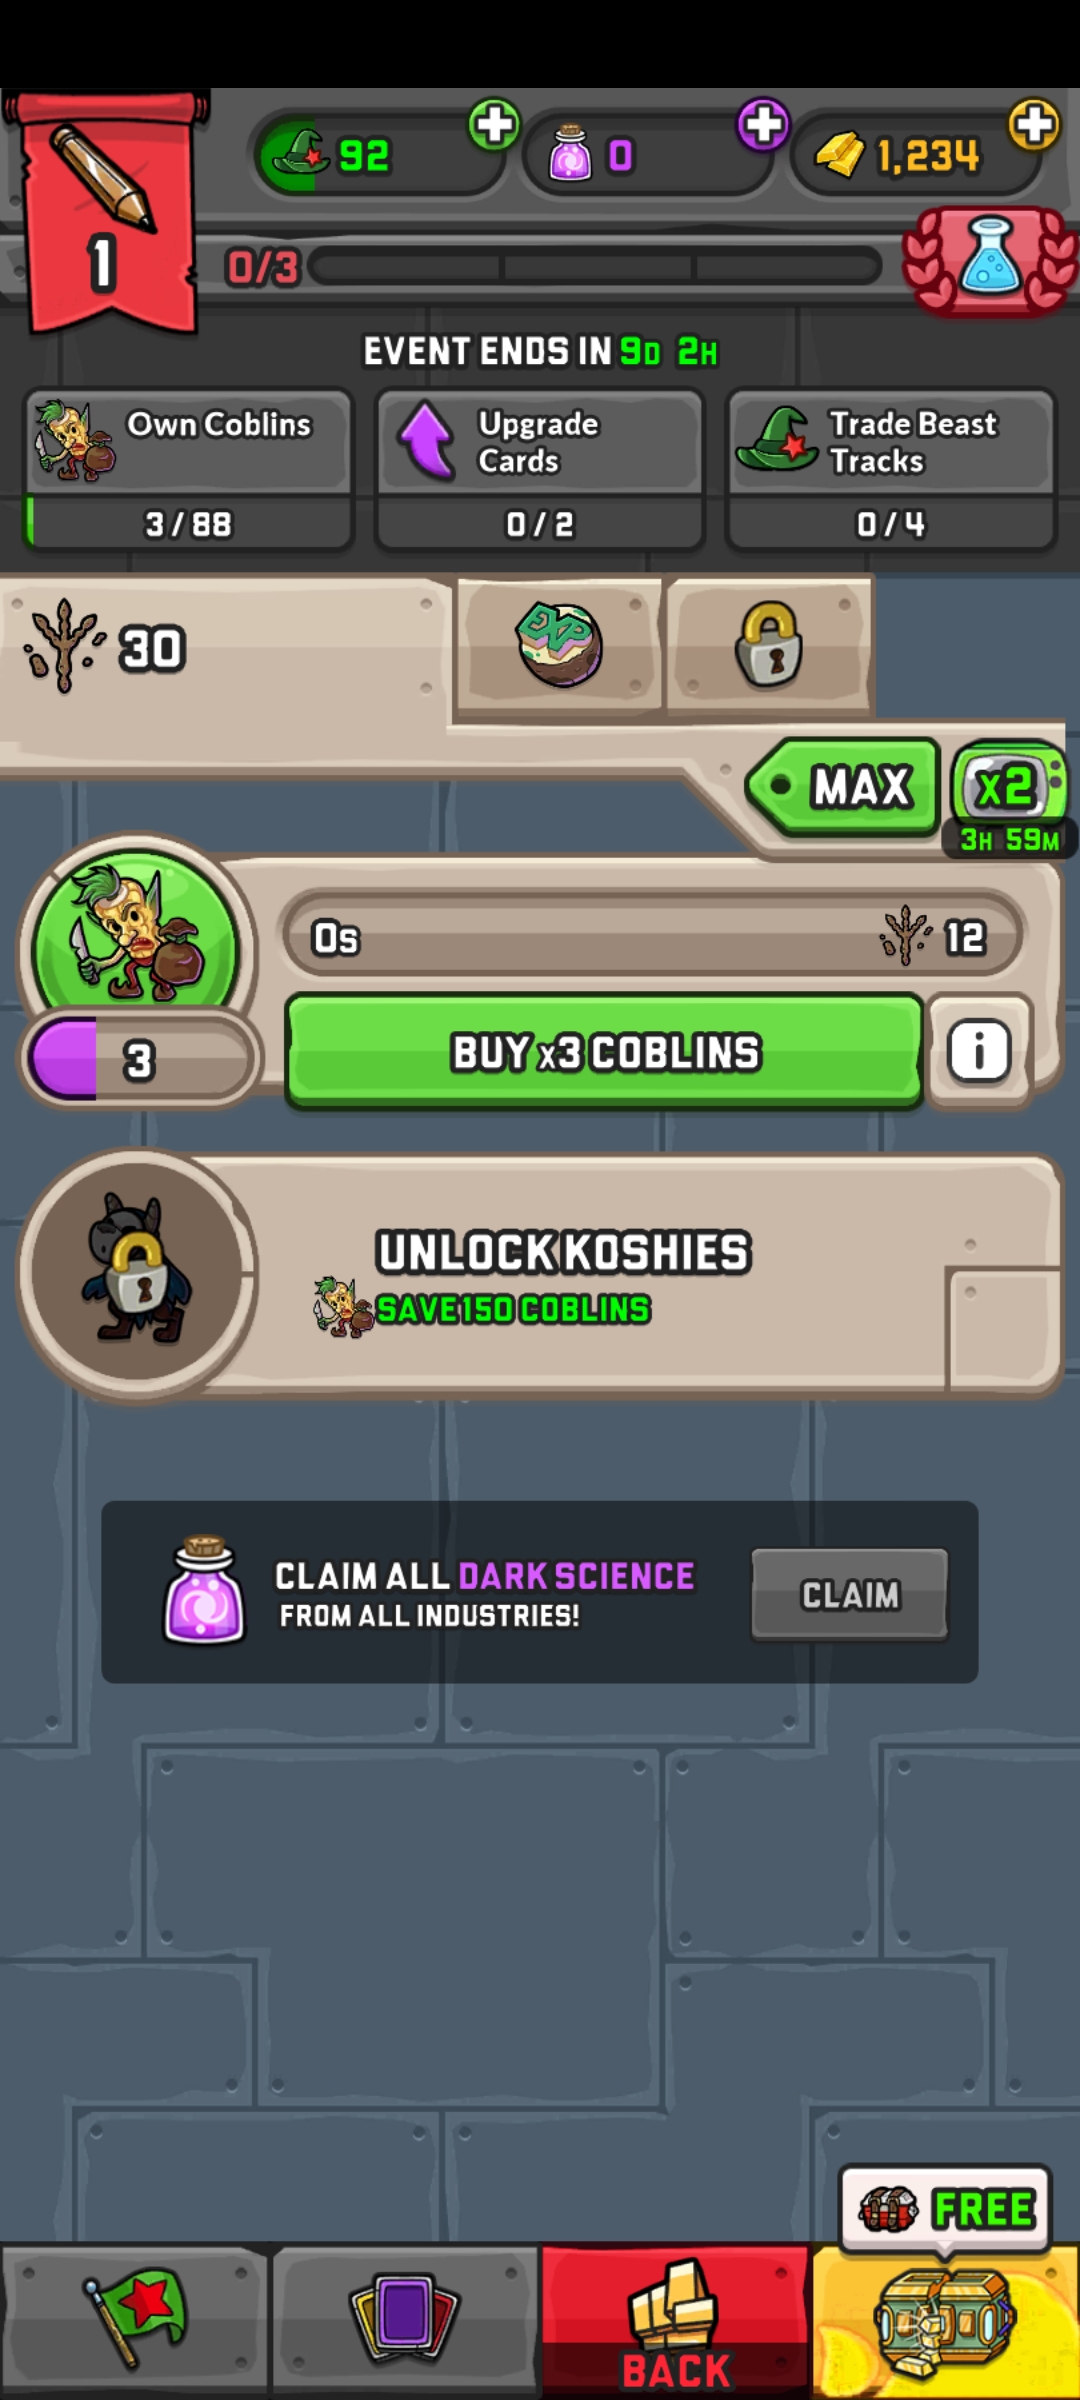 92
0
1,234
1
0/3
EVENT ENDS IN 9D 2H
Own Coblins
3/88
Upgrade
Cards
0/2
Trade Beast
Tracks
0/4
30
EXP
MAX
x2
3H 59M
0s
12
3
BUY x3 COBLINS
i
UNLOCK KOSHIES
SAVE 150 COBLINS
CLAIM ALL DARK SCIENCE
FROM ALL INDUSTRIES!
CLAIM
FREE
BACK